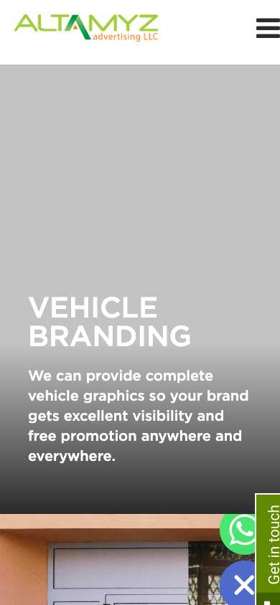 ALTAMYZ
advertising LLC
VEHICLE
BRANDING
We can provide complete
vehicle graphics so your brand
gets excellent visibility and
free promotion anywhere and
everywhere.
Get in touch